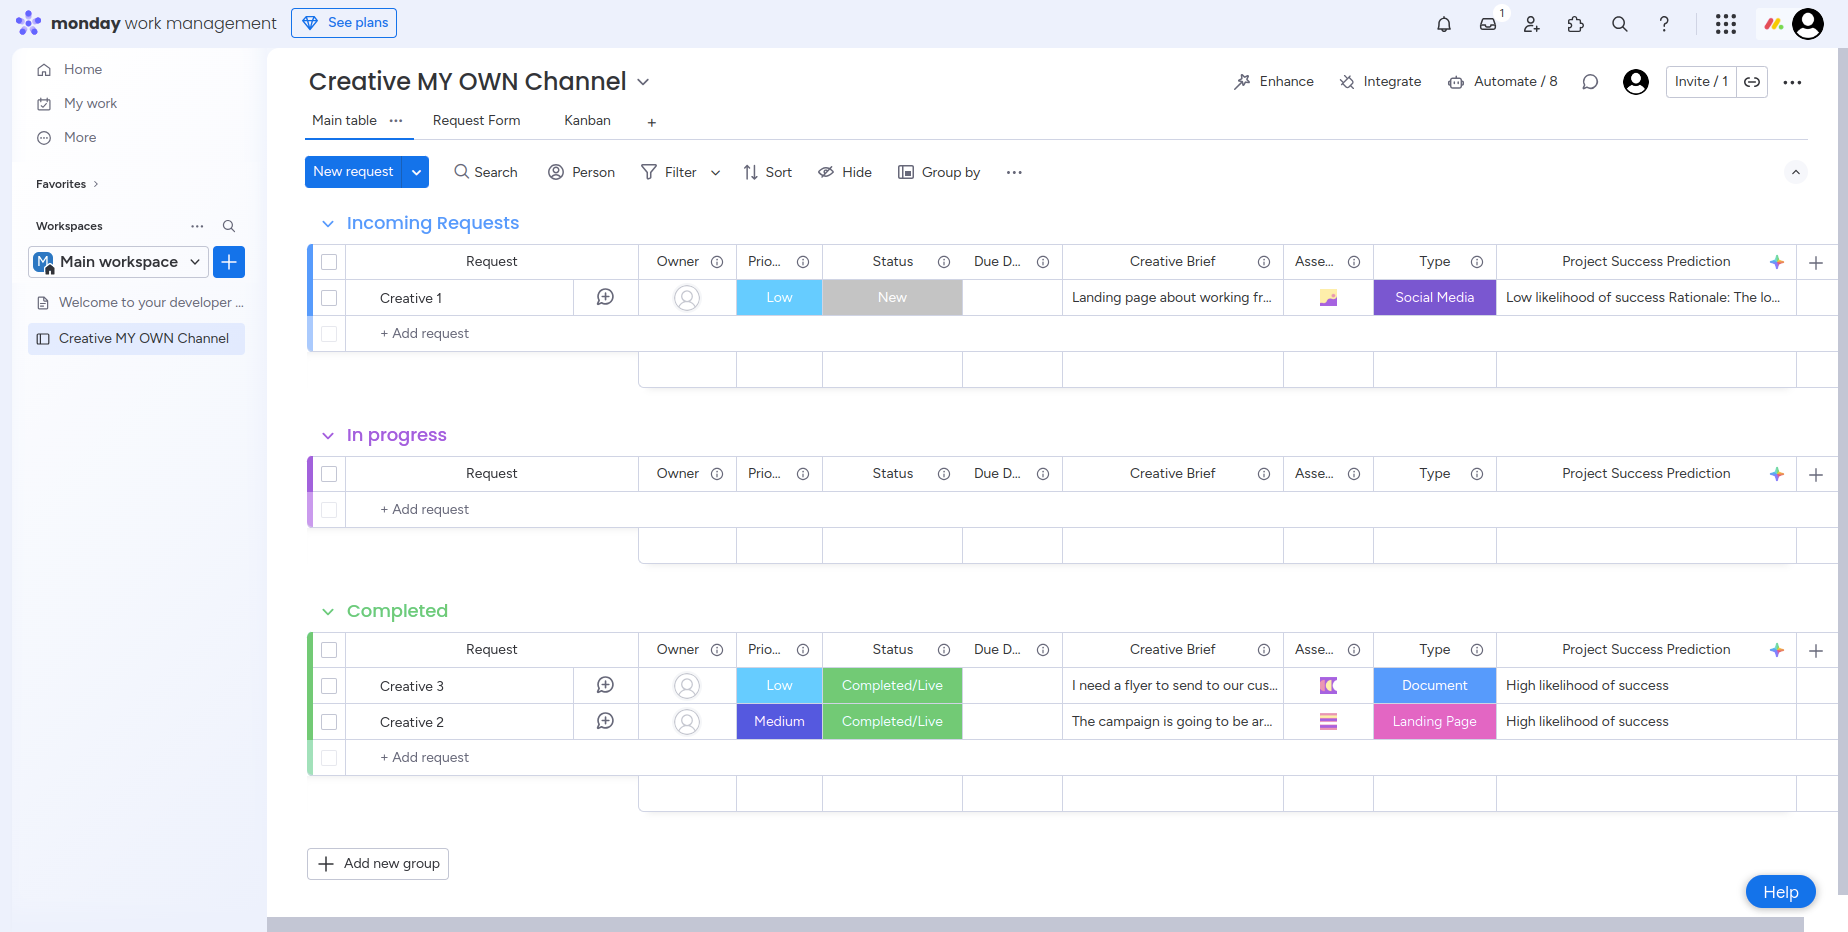 monday work management
See plans
1
Home
My work
More
Favorites
Workspaces
M
Main workspace
Welcome to your developer ...
Creative MY OWN Channel
Creative MY OWN Channel
Enhance
Integrate
Automate / 8
Invite / 1
Main table
Request Form
Kanban
New request
Search
Person
Filter
Sort
Hide
Group by
Incoming Requests
Request Owner Prio... Status Due D... Creative Brief Asse... Type Project Success Prediction
Creative 1 Low New Landing page about working fr... Social Media Low likelihood of success Rationale: The lo...
+ Add request
In progress
Request Owner Prio... Status Due D... Creative Brief Asse... Type Project Success Prediction
+ Add request
Completed
Request Owner Prio... Status Due D... Creative Brief Asse... Type Project Success Prediction
Creative 3 Low Completed/Live I need a flyer to send to our cus... Document High likelihood of success
Creative 2 Medium Completed/Live The campaign is going to be ar... Landing Page High likelihood of success
+ Add request
Add new group
Help